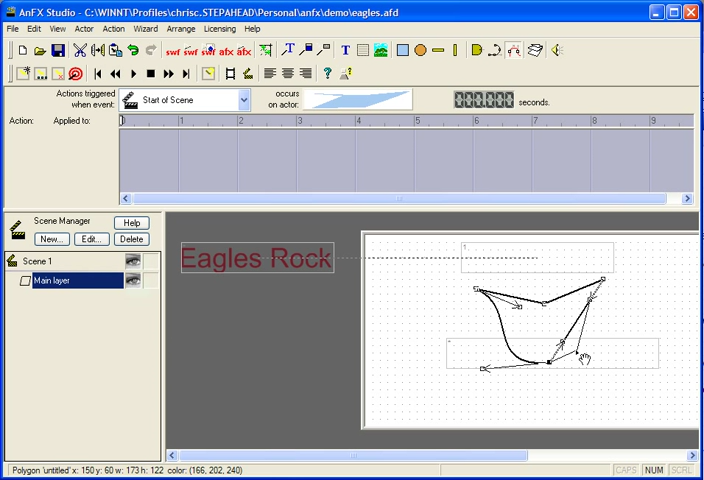 AnFX Studio - C:\WINNT\Profiles\chrisc.STEPAHEAD\Personal\anfx\demo\eagles.afd
File Edit View Actor Action Wizard Arrange Licensing Help
swf swf swf afx afx T T
Actions triggered when event:
Start of Scene
occurs on actor:
seconds.
Action: Applied to:
0 1 2 3 4 5 6 7 8 9
Scene Manager
Help
New... Edit... Delete
Scene 1
Main layer
Eagles Rock
Polygon 'untitled' x: 150 y: 60 w: 173 h: 122 color: (166, 202, 240)
CAPS NUM SCRL